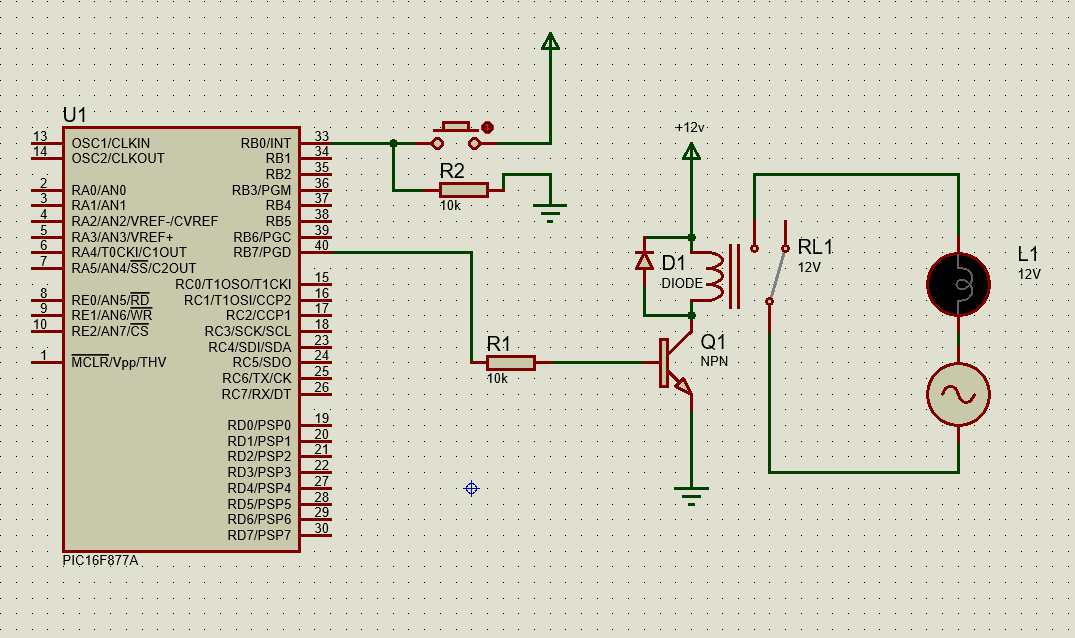 U1
13 OSC1/CLKIN RB0/INT 33
14 OSC2/CLKOUT RB1 34
RB2 35
2 RA0/AN0 RB3/PGM 36
3 RA1/AN1 RB4 37
4 RA2/AN2/VREF-/CVREF RB5 38
5 RA3/AN3/VREF+ RB6/PGC 39
6 RA4/T0CKI/C1OUT RB7/PGD 40
7 RA5/AN4/SS/C2OUT
RC0/T1OSO/T1CKI 15
8 RE0/AN5/RD RC1/T1OSI/CCP2 16
9 RE1/AN6/WR RC2/CCP1 17
10 RE2/AN7/CS RC3/SCK/SCL 18
RC4/SDI/SDA 23
1 MCLR/Vpp/THV RC5/SDO 24
RC6/TX/CK 25
RC7/RX/DT 26
RD0/PSP0 19
RD1/PSP1 20
RD2/PSP2 21
RD3/PSP3 22
RD4/PSP4 27
RD5/PSP5 28
RD6/PSP6 29
RD7/PSP7 30
PIC16F877A
R2
10k
R1
10k
+12v
D1
DIODE
Q1
NPN
RL1
12V
L1
12V